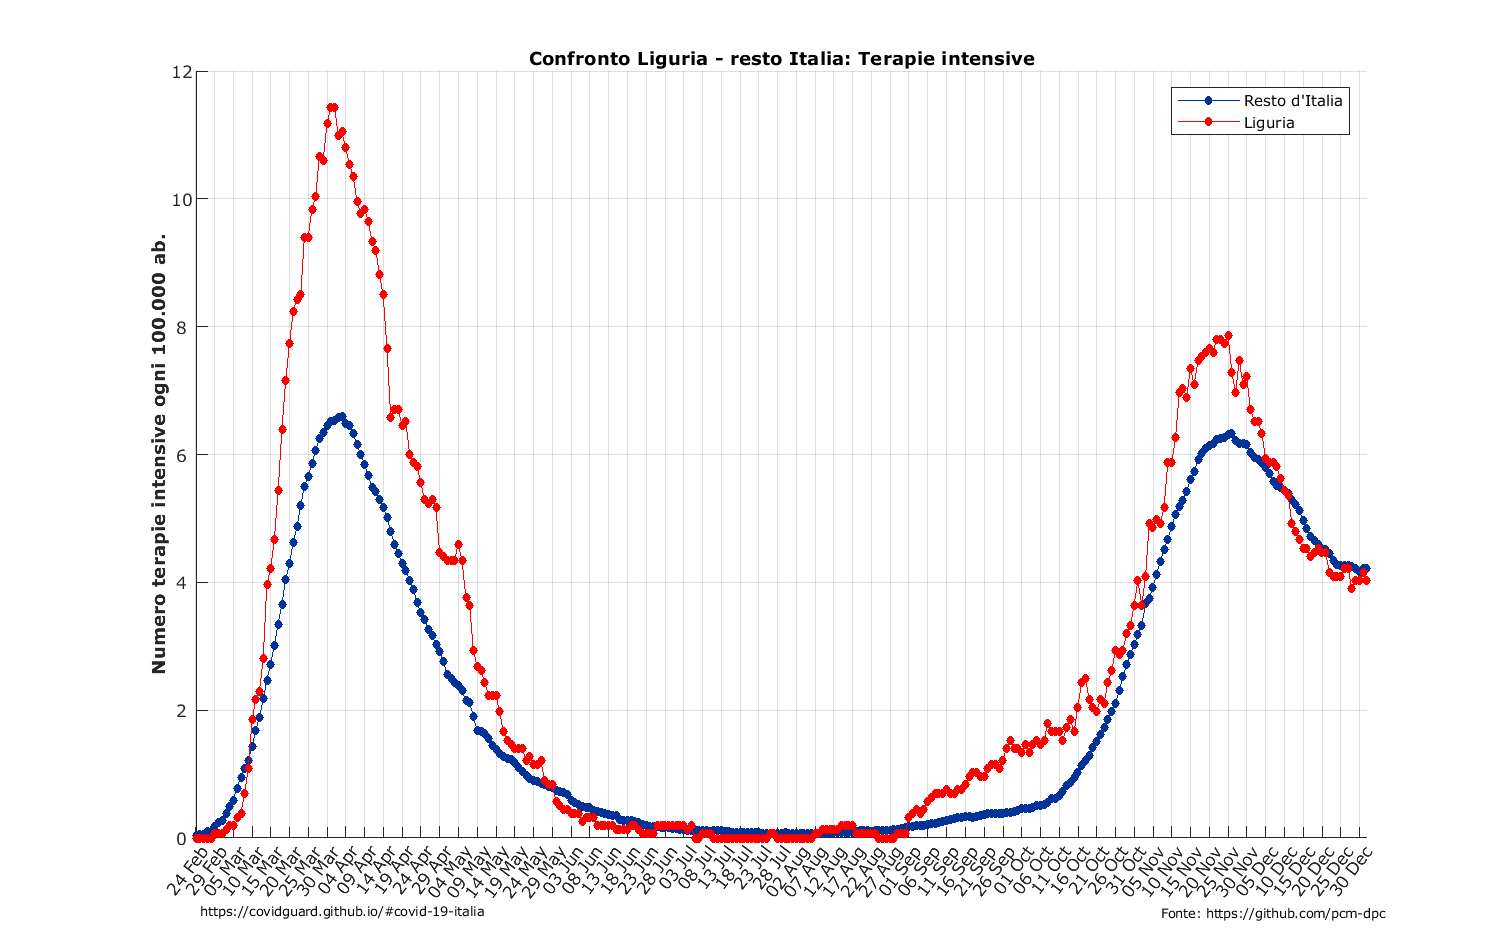 Confronto Liguria - resto Italia: Terapie intensive
Resto d'Italia
Liguria
Numero terapie intensive ogni 100.000 ab.
12
10
8
6
4
2
0
24 Feb
29 Feb
05 Mar
10 Mar
15 Mar
20 Mar
25 Mar
30 Mar
04 Apr
09 Apr
14 Apr
19 Apr
24 Apr
29 Apr
04 May
09 May
14 May
19 May
24 May
29 May
03 Jun
08 Jun
13 Jun
18 Jun
23 Jun
28 Jun
03 Jul
08 Jul
13 Jul
18 Jul
23 Jul
28 Jul
02 Aug
07 Aug
12 Aug
17 Aug
22 Aug
27 Aug
01 Sep
06 Sep
11 Sep
16 Sep
21 Sep
26 Sep
01 Oct
06 Oct
11 Oct
16 Oct
21 Oct
26 Oct
31 Oct
05 Nov
10 Nov
15 Nov
20 Nov
25 Nov
30 Nov
05 Dec
10 Dec
15 Dec
20 Dec
25 Dec
30 Dec
https://covidguard.github.io/#covid-19-italia
Fonte: https://github.com/pcm-dpc